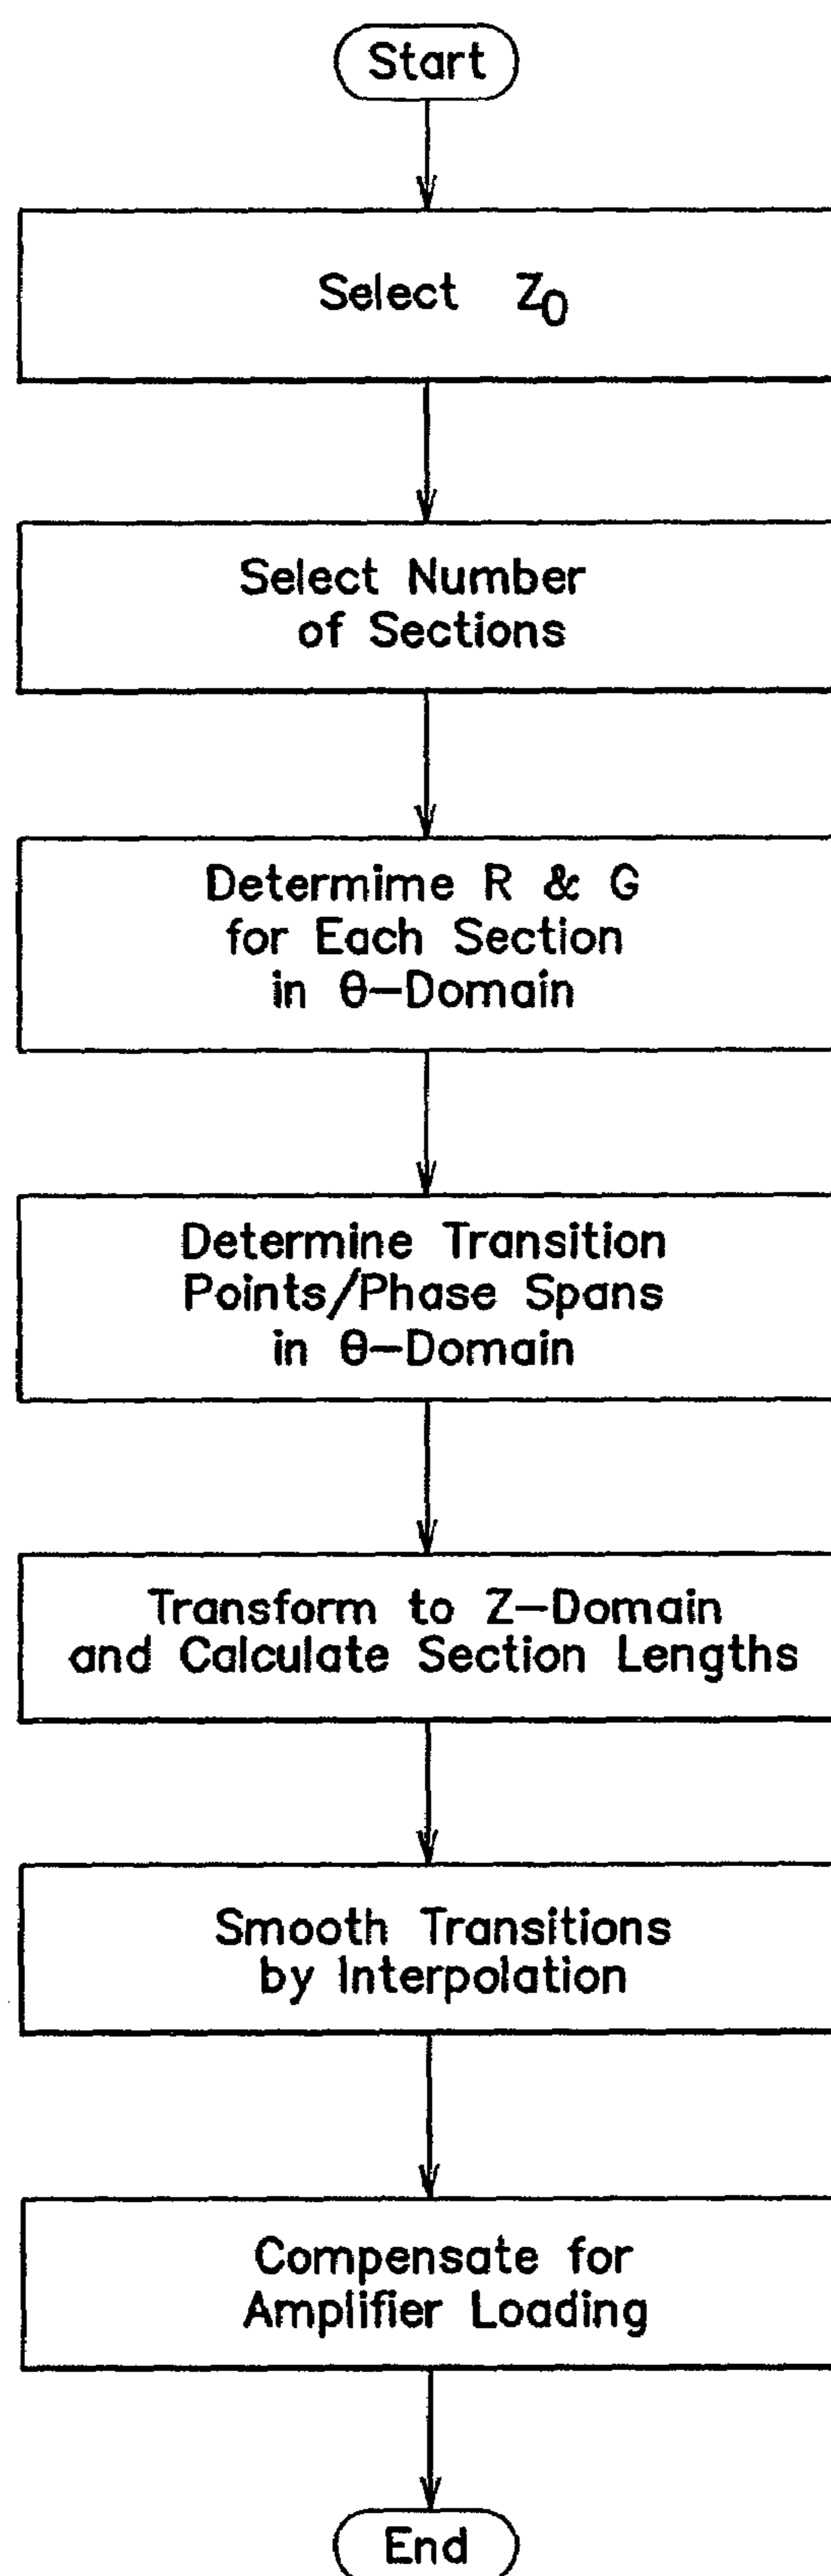 Start
Select Z0
Select Number
of Sections
Determime R & G
for Each Section
in θ-Domain
Determine Transition
Points/Phase Spans
in θ-Domain
Transform to Z-Domain
and Calculate Section Lengths
Smooth Transitions
by Interpolation
Compensate for
Amplifier Loading
End